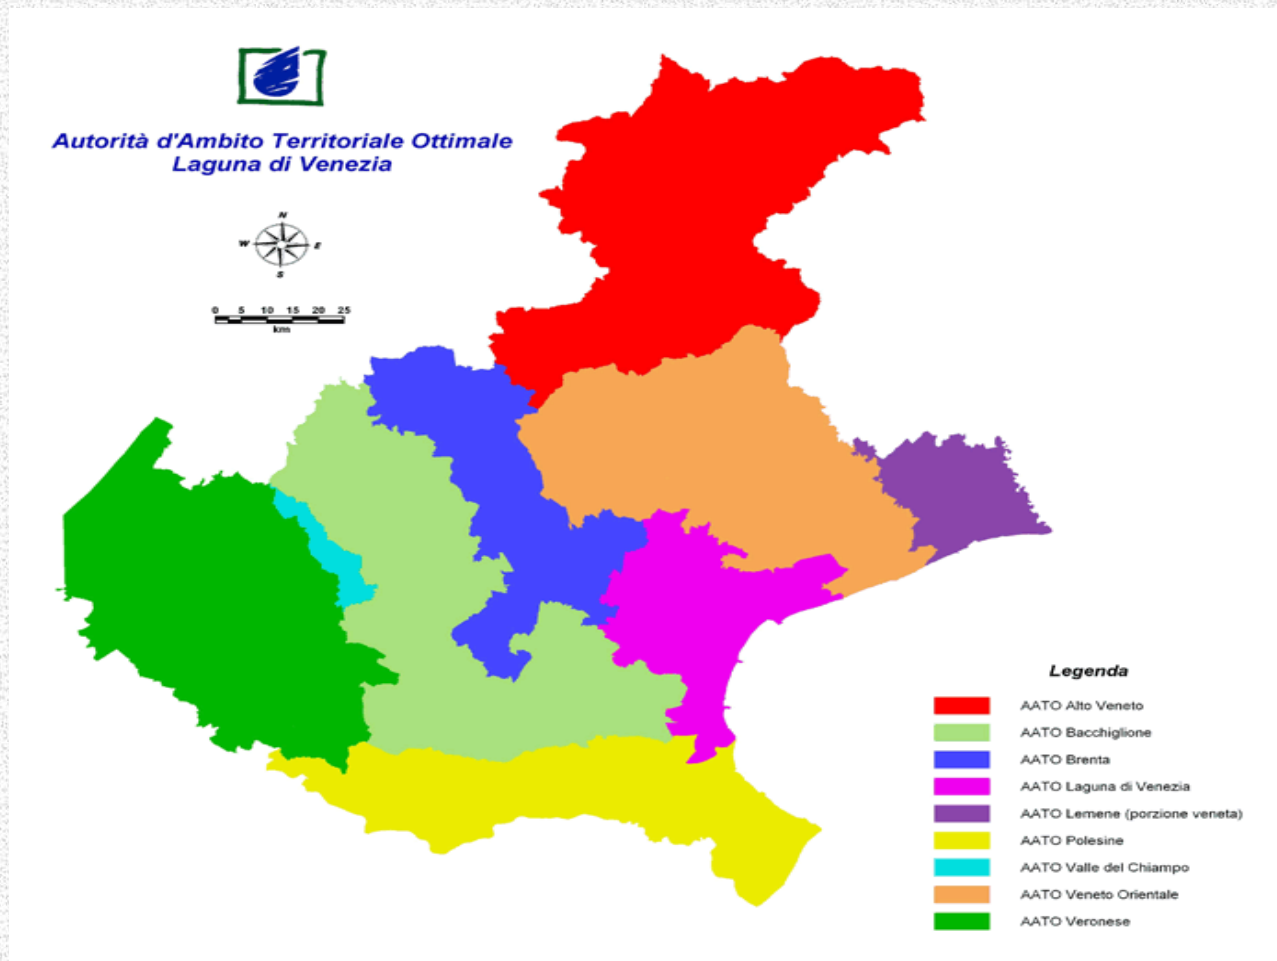 Autorità d'Ambito Territoriale Ottimale
Laguna di Venezia
N
W E
S
0 5 10 15 20 25
km
Legenda
AATO Alto Veneto
AATO Bacchiglione
AATO Brenta
AATO Laguna di Venezia
AATO Lemene (porzione veneta)
AATO Polesine
AATO Valle del Chiampo
AATO Veneto Orientale
AATO Veronese